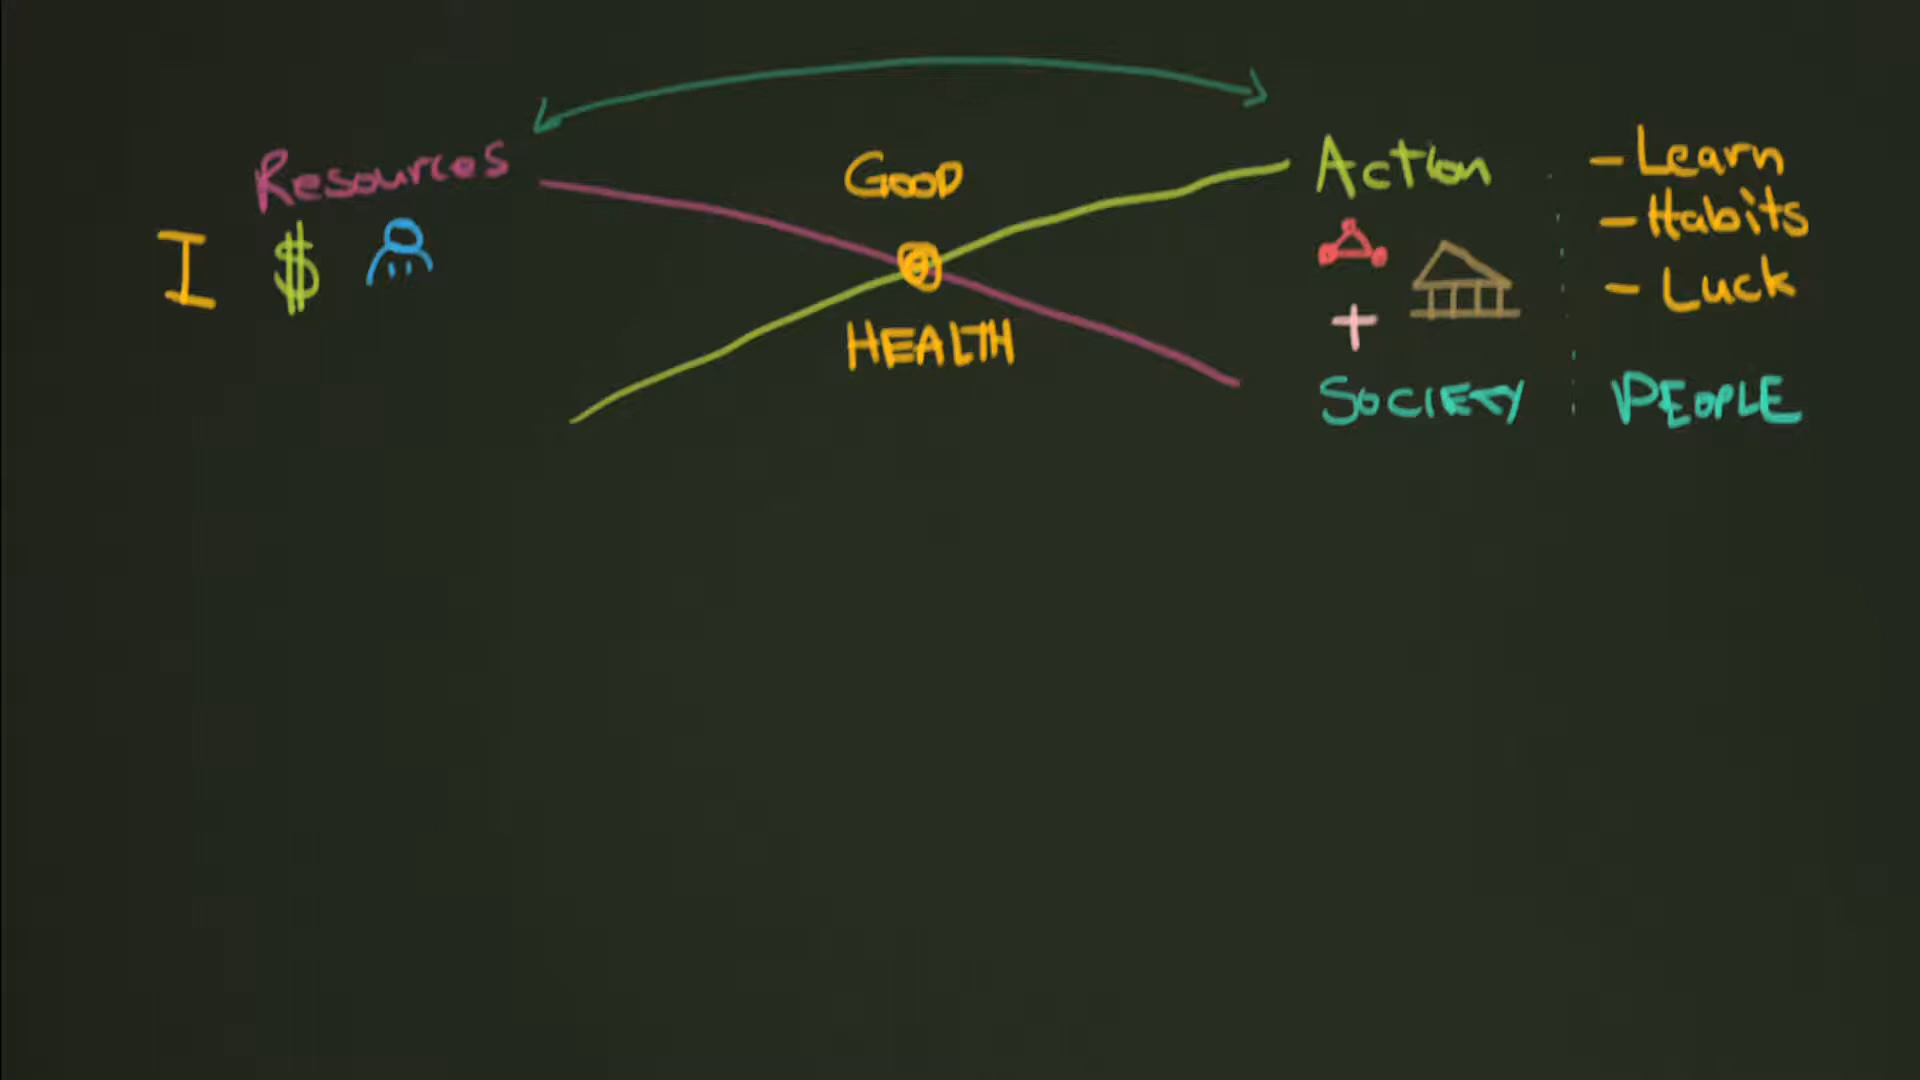 Resources
I $
GOOD
HEALTH
Action
+
SOCIETY
- Learn
- Habits
- Luck
PEOPLE